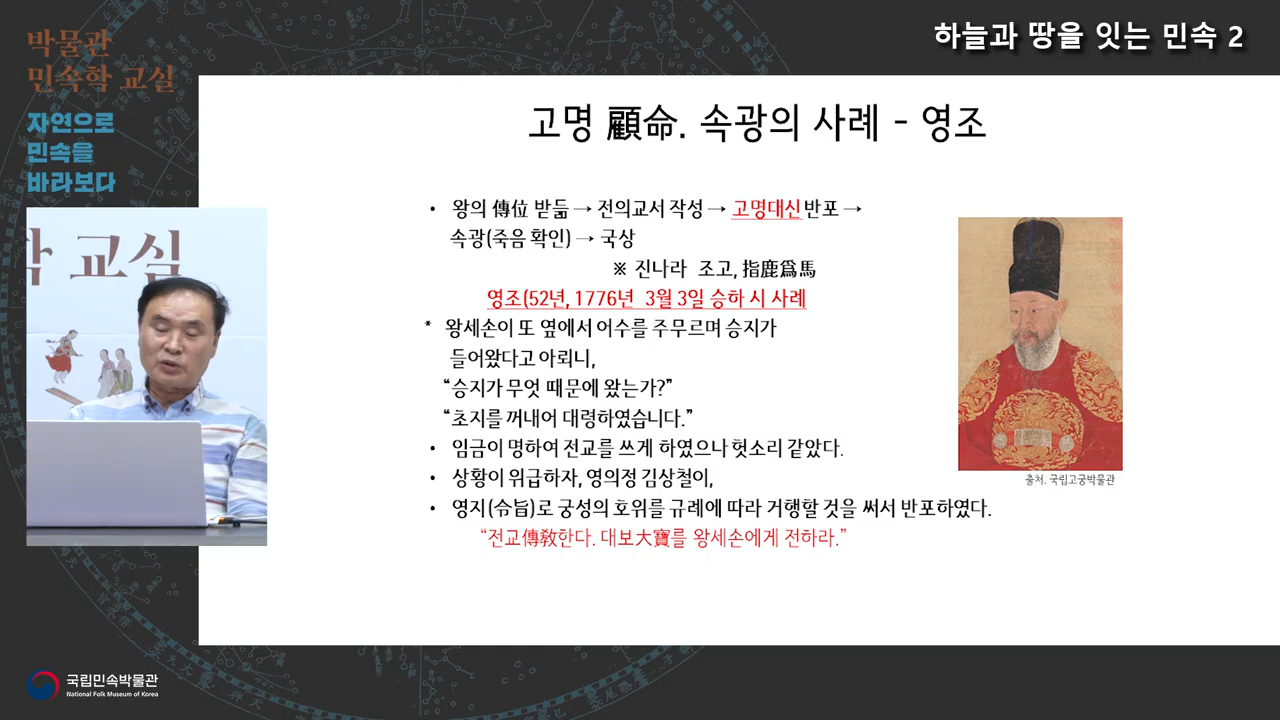 박물관
민속학 교실
자연으로
민속을
바라보다
하늘과 땅을 잇는 민속 2
학 교실
고명 顧命. 속광의 사례 - 영조
• 왕의 傳位 받듦 → 전의교서 작성 → 고명대신 반포 →
속광(죽음 확인) → 국상
※ 진나라 조고, 指鹿爲馬
영조(52년, 1776년 3월 3일 승하 시 사례
* 왕세손이 또 옆에서 어수를 주무르며 승지가
들어왔다고 아뢰니,
“승지가 무엇 때문에 왔는가?”
“초지를 꺼내어 대령하였습니다.”
• 임금이 명하여 전교를 쓰게 하였으나 헛소리 같았다.
• 상황이 위급하자, 영의정 김상철이,
• 영지(令旨)로 궁성의 호위를 규례에 따라 거행할 것을 써서 반포하였다.
“전교傳敎한다. 대보大寶를 왕세손에게 전하라.”
출처. 국립고궁박물관
국립민속박물관
National Folk Museum of Korea